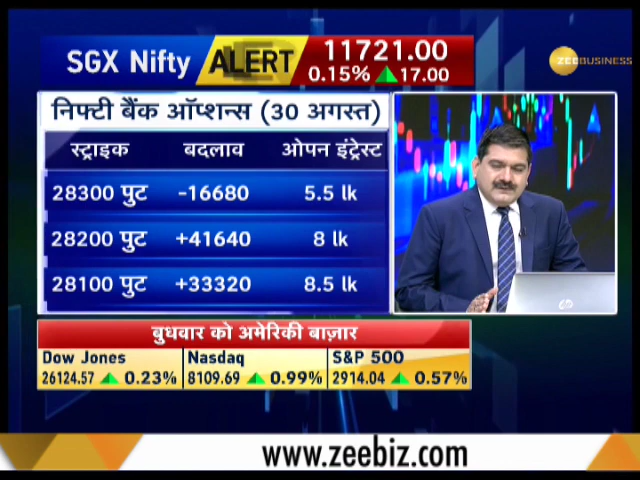 SGX Nifty ALERT 11721.00
0.15% 17.00
ZEEBUSINESS
निफ्टी बैंक ऑप्शन्स (30 अगस्त)
स्ट्राइक बदलाव ओपन इंट्रेस्ट
28300 पुट -16680 5.5 lk
28200 पुट +41640 8 lk
28100 पुट +33320 8.5 lk
बुधवार को अमेरिकी बाज़ार
Dow Jones Nasdaq S&P 500
26124.57 0.23% 8109.69 0.99% 2914.04 0.57%
www.zeebiz.com